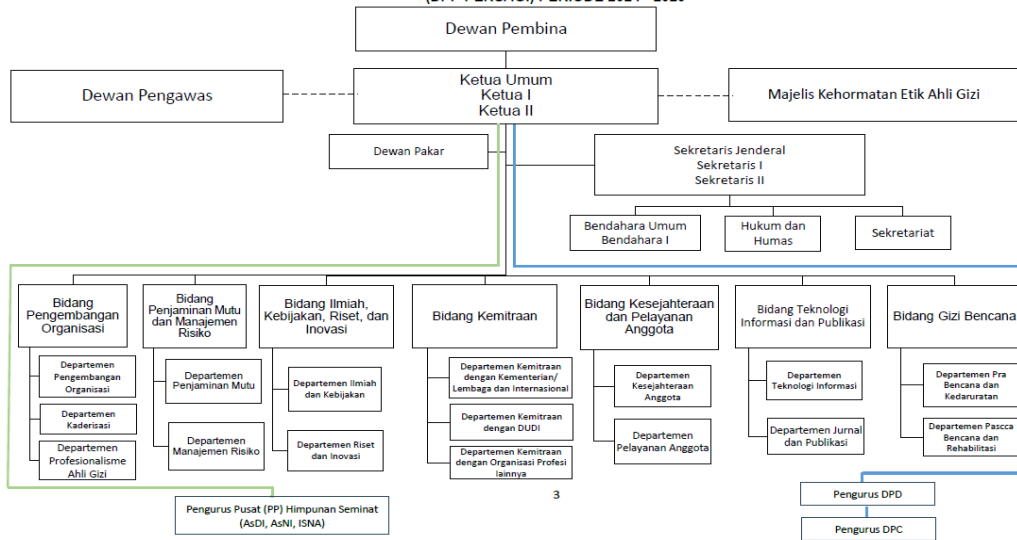 Dewan Pembina
Dewan Pengawas
Ketua Umum
Ketua I
Ketua II
Majelis Kehormatan Etik Ahli Gizi
Dewan Pakar
Sekretaris Jenderal
Sekretaris I
Sekretaris II
Bendahara Umum
Bendahara I
Hukum dan
Humas
Sekretariat
Bidang
Pengembangan
Organisasi
Bidang
Penjaminan Mutu
dan Manajemen
Risiko
Bidang Ilmiah,
Kebijakan, Riset, dan
Inovasi
Bidang Kemitraan
Bidang Kesejahteraan
dan Pelayanan
Anggota
Bidang Teknologi
Informasi dan Publikasi
Bidang Gizi Bencana
Departemen
Pengembangan
Organisasi
Departemen
Kaderisasi
Departemen
Profesionalisme
Ahli Gizi
Departemen
Penjaminan Mutu
Departemen
Manajemen Risiko
Departemen Ilmiah
dan Kebijakan
Departemen Riset
dan Inovasi
Departemen Kemitraan
dengan Kementerian/
Lembaga dan Internasional
Departemen Kemitraan
dengan DUDI
Departemen Kemitraan
dengan Organisasi Profesi
lainnya
Departemen
Kesejahteraan
Anggota
Departemen
Pelayanan Anggota
Departemen
Teknologi Informasi
Departemen Jurnal
dan Publikasi
Departemen Pra
Bencana dan
Kedaruratan
Departemen Pascca
Bencana dan
Rehabilitasi
3
Pengurus Pusat (PP) Himpunan Seminat
(AsDI, AsNI, ISNA)
Pengurus DPD
Pengurus DPC